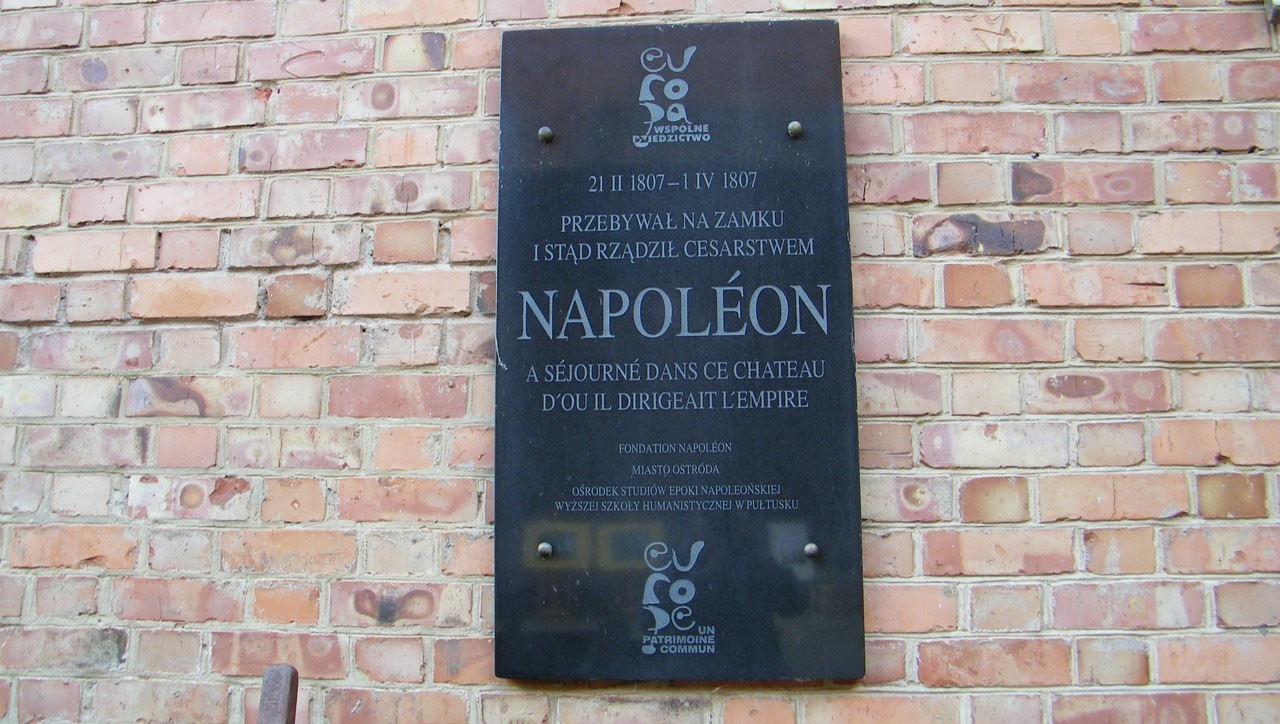 eu
ro
pa
WSPÓLNE
DZIEDZICTWO
21 II 1807 – 1 IV 1807
PRZEBYWAŁ NA ZAMKU
I STĄD RZĄDZIŁ CESARSTWEM
NAPOLÉON
A SÉJOURNÉ DANS CE CHATEAU
D'OU IL DIRIGEAIT L'EMPIRE
FONDATION NAPOLÉON
MIASTO OSTRÓDA
OŚRODEK STUDIÓW EPOKI NAPOLEOŃSKIEJ
WYŻSZEJ SZKOŁY HUMANISTYCZNEJ W PUŁTUSKU
eu
ro
pe
UN
PATRIMOINE
COMMUN